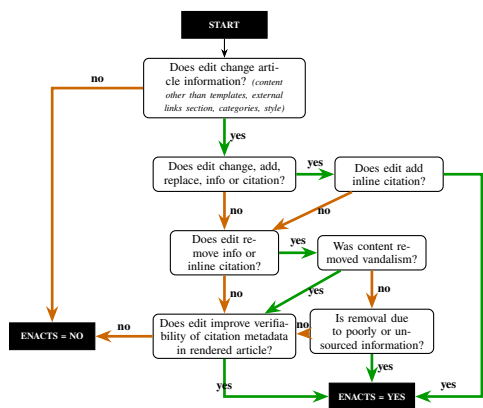 START
Does edit change arti-
cle information? (content
other than templates, external
links section, categories, style)
no
yes
Does edit change, add,
replace, info or citation?
yes
Does edit add
inline citation?
no
no
Does edit re-
move info or
inline citation?
yes
Was content re-
moved vandalism?
no
yes
no
Does edit improve verifia-
bility of citation metadata
in rendered article?
no
Is removal due
to poorly or un-
sourced information?
no
ENACTS = NO
yes
yes
yes
ENACTS = YES